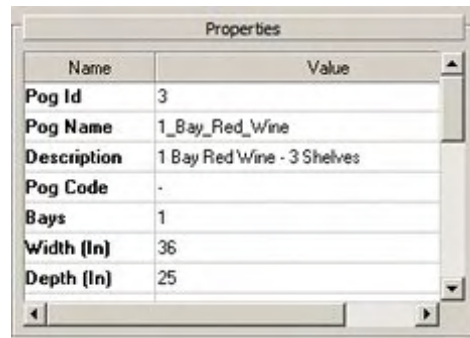 Properties
Name Value
Pog Id 3
Pog Name 1_Bay_Red_Wine
Description 1 Bay Red Wine - 3 Shelves
Pog Code -
Bays 1
Width (In) 36
Depth (In) 25